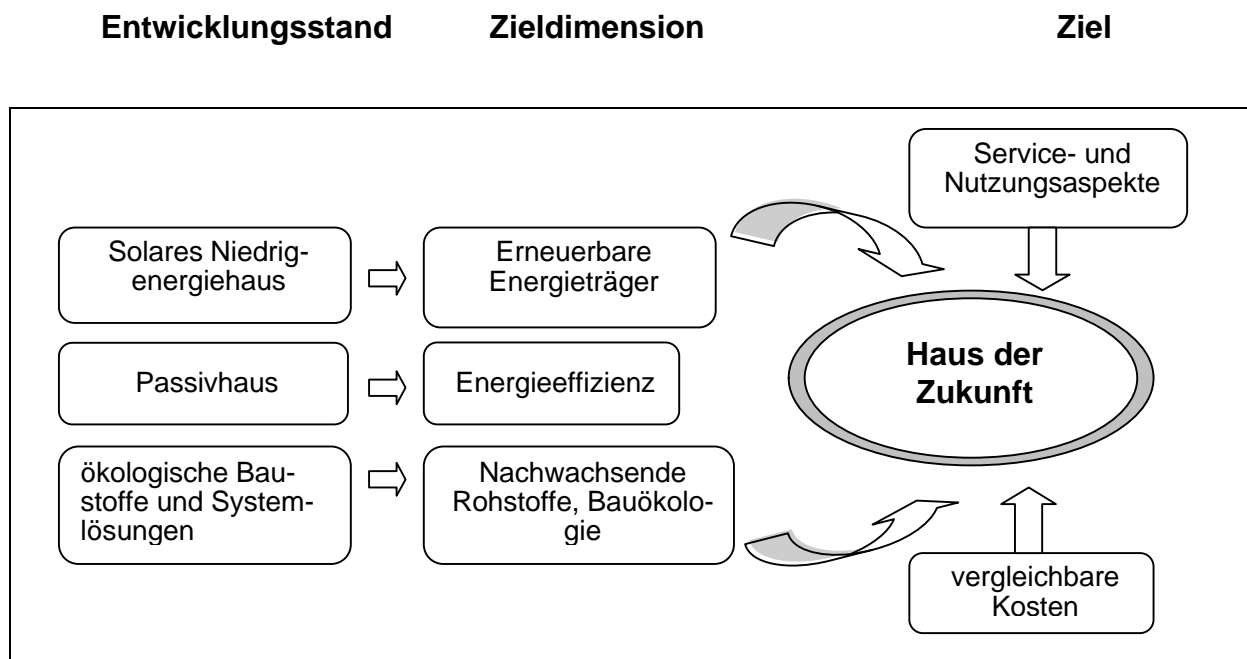 Entwicklungsstand
Zieldimension
Ziel
Service- und
Nutzungsaspekte
Solares Niedrig-
energiehaus
Erneuerbare
Energieträger
Passivhaus
Energieeffizienz
Haus der
Zukunft
ökologische Bau-
stoffe und System-
lösungen
Nachwachsende
Rohstoffe, Bauökolo-
gie
vergleichbare
Kosten